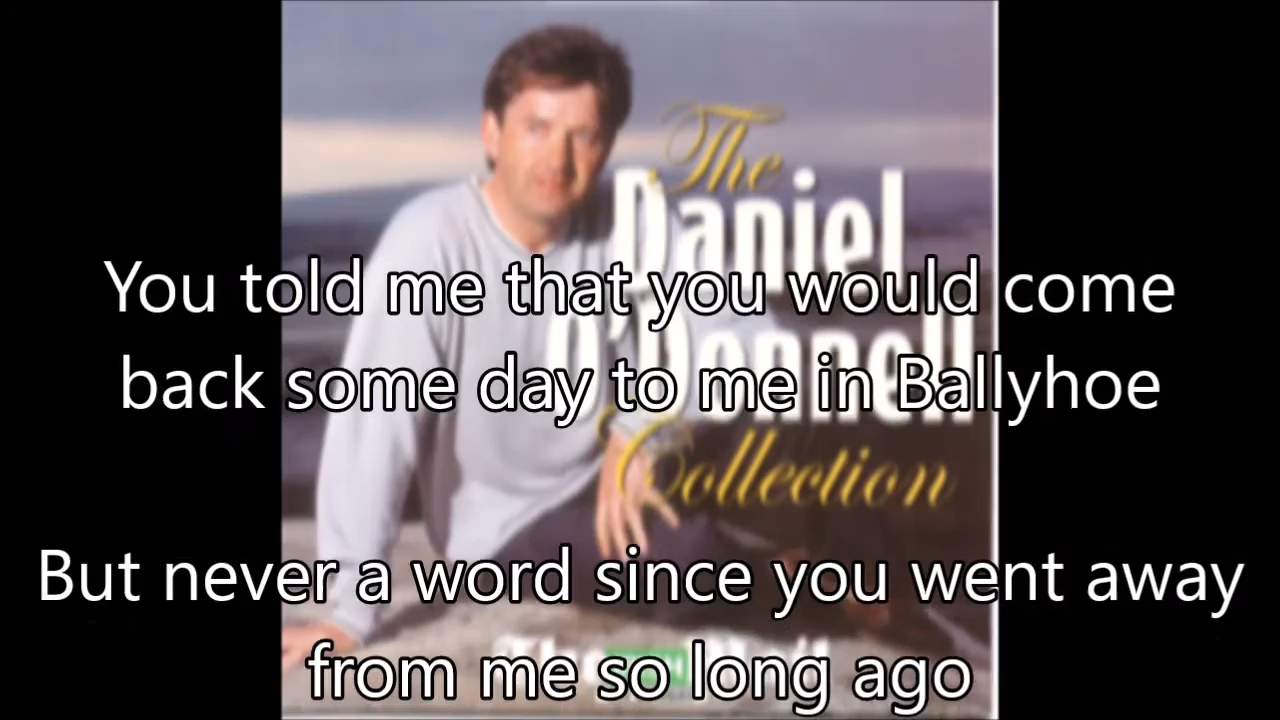 The
Daniel
You told me that you would come
O'Donnell
back some day to me in Ballyhoe
Collection
But never a word since you went away
from me so long ago